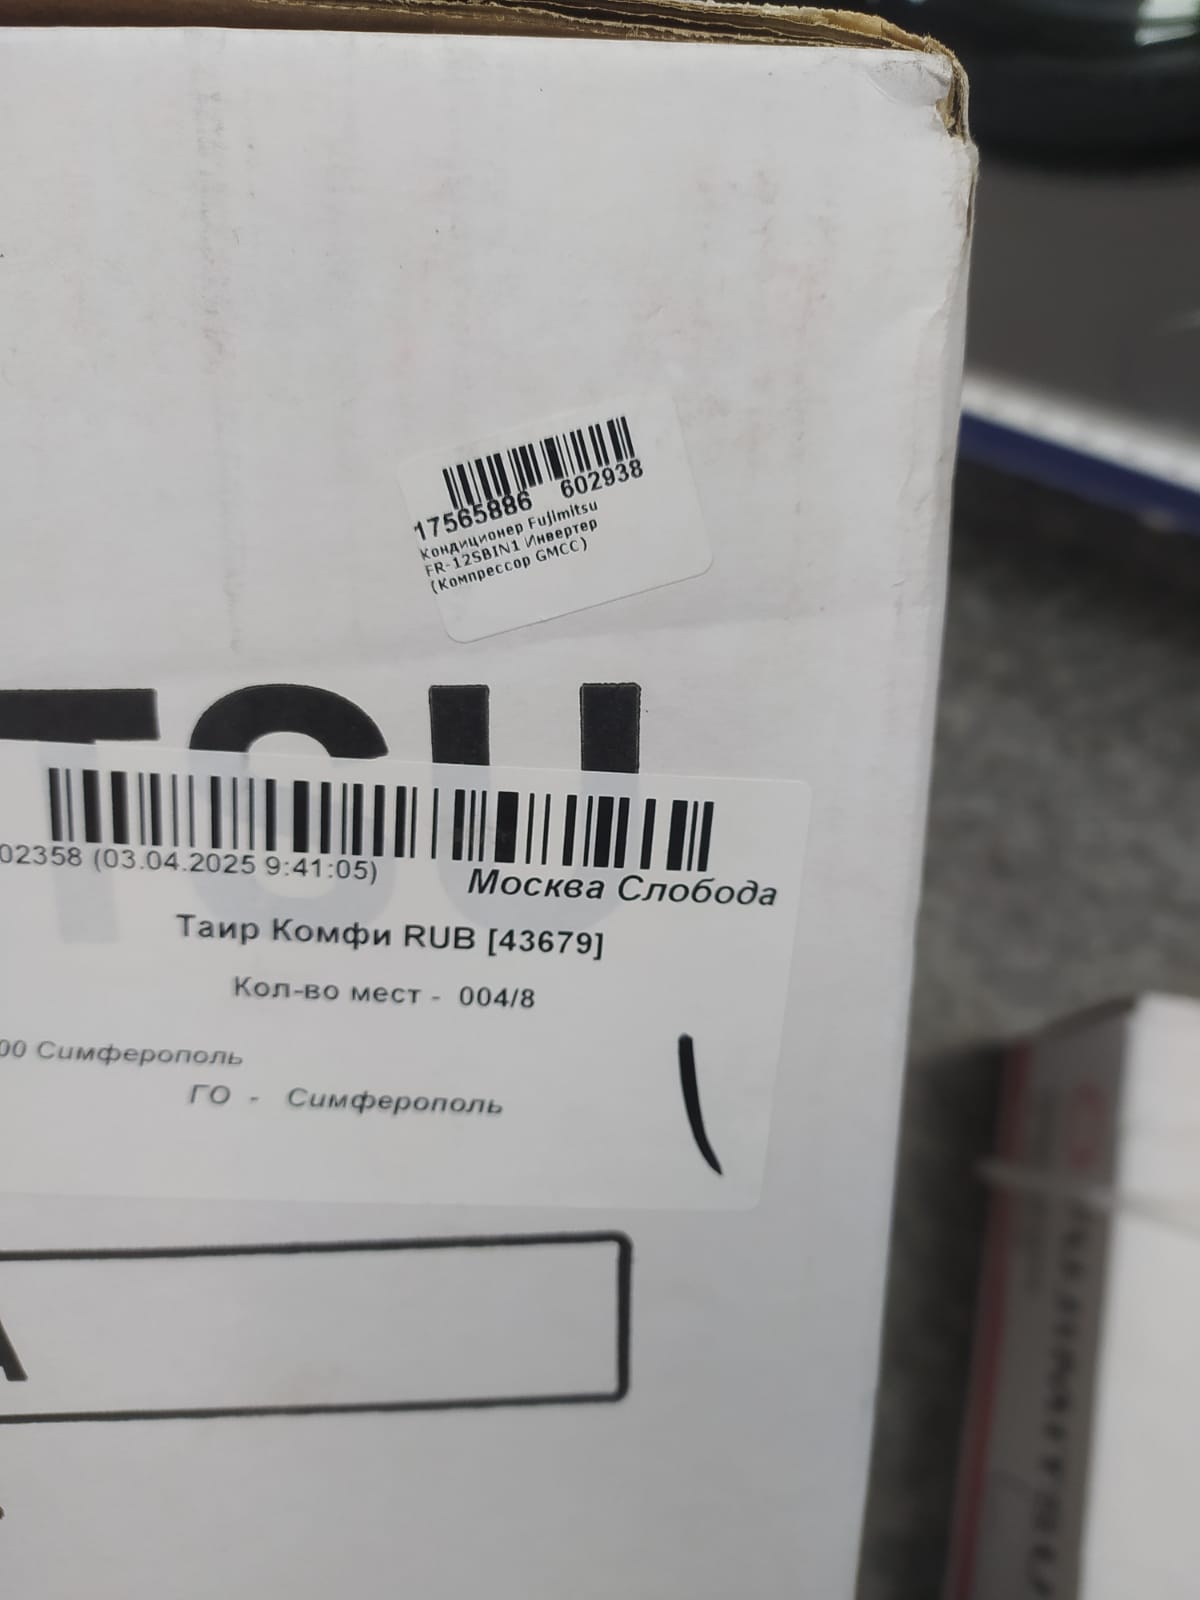 17565886 602938
Кондиционер Fujimitsu
FR-12SBIN1 Инвертер
(Компрессор GMCC)
TSU
02358 (03.04.2025 9:41:05)
Москва Слобода
Таир Комфи RUB [43679]
Кол-во мест - 004/8
00 Симферополь
ГО - Симферополь
A